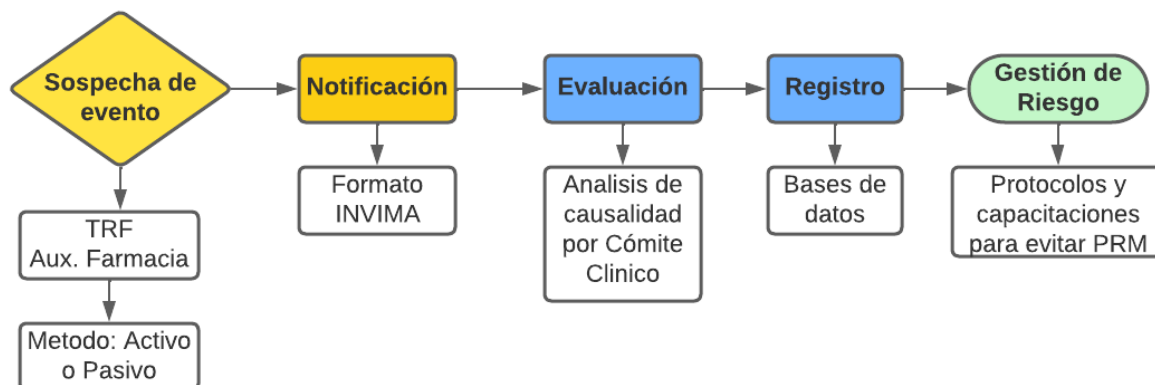 Sospecha de
evento
Notificación
Evaluación
Registro
Gestión de
Riesgo
TRF
Aux. Farmacia
Metodo: Activo
o Pasivo
Formato
INVIMA
Analisis de
causalidad
por Cómite
Clinico
Bases de
datos
Protocolos y
capacitaciones
para evitar PRM